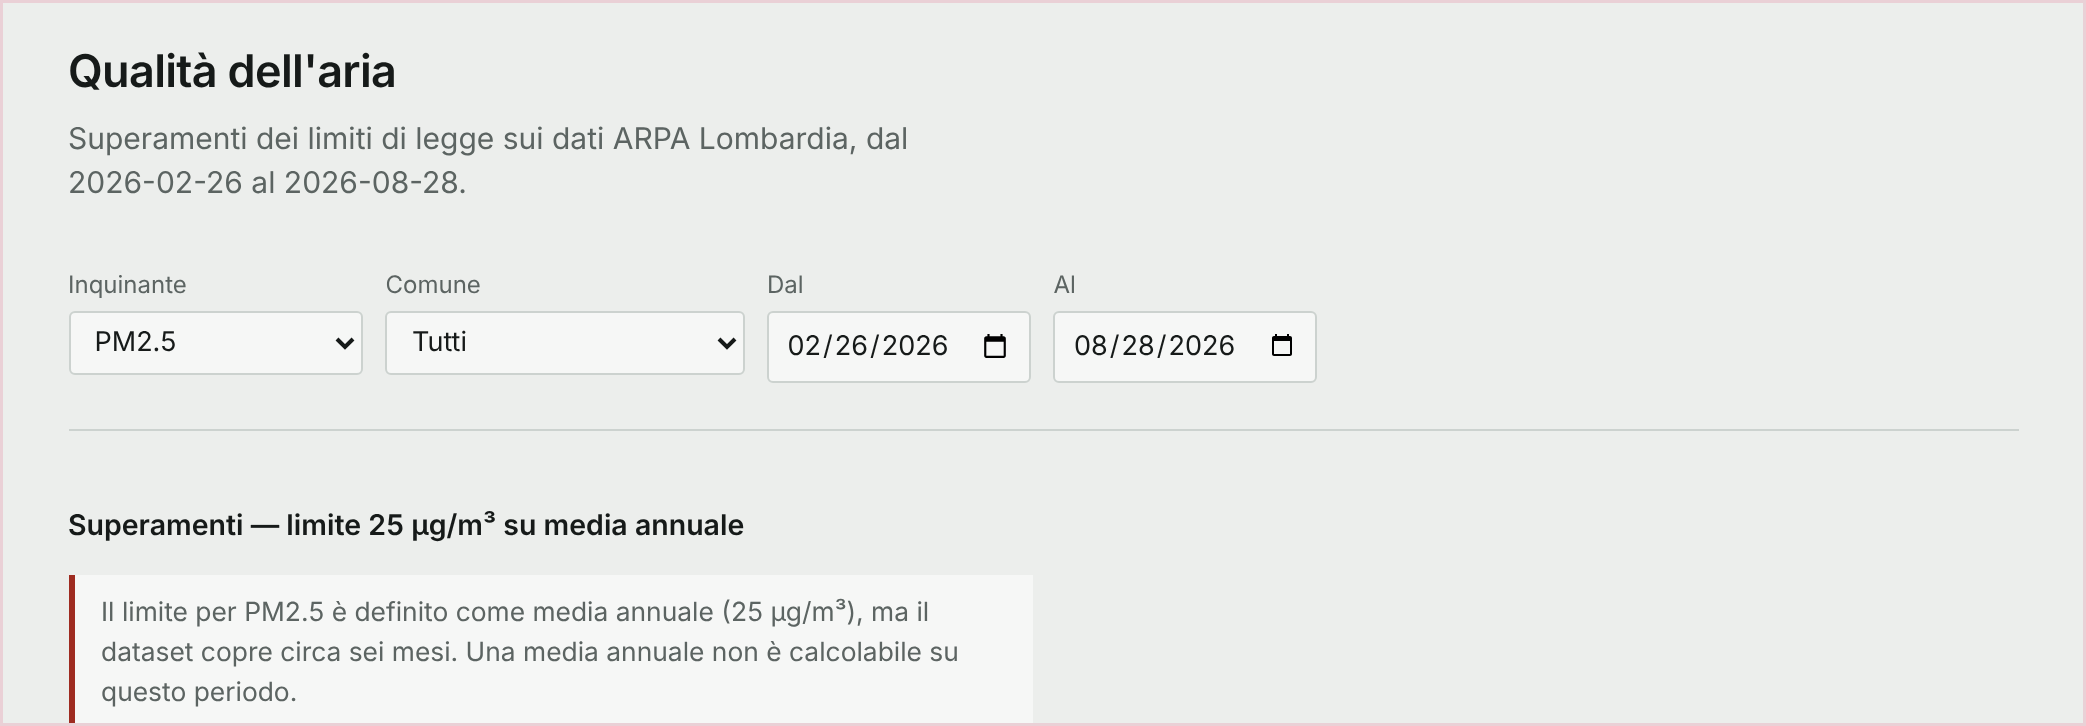 Qualità dell'aria
Superamenti dei limiti di legge sui dati ARPA Lombardia, dal
2026-02-26 al 2026-08-28.
Inquinante
Comune
Dal
Al
PM2.5
Tutti
02/26/2026
08/28/2026
Superamenti — limite 25 µg/m³ su media annuale
Il limite per PM2.5 è definito come media annuale (25 µg/m³), ma il
dataset copre circa sei mesi. Una media annuale non è calcolabile su
questo periodo.